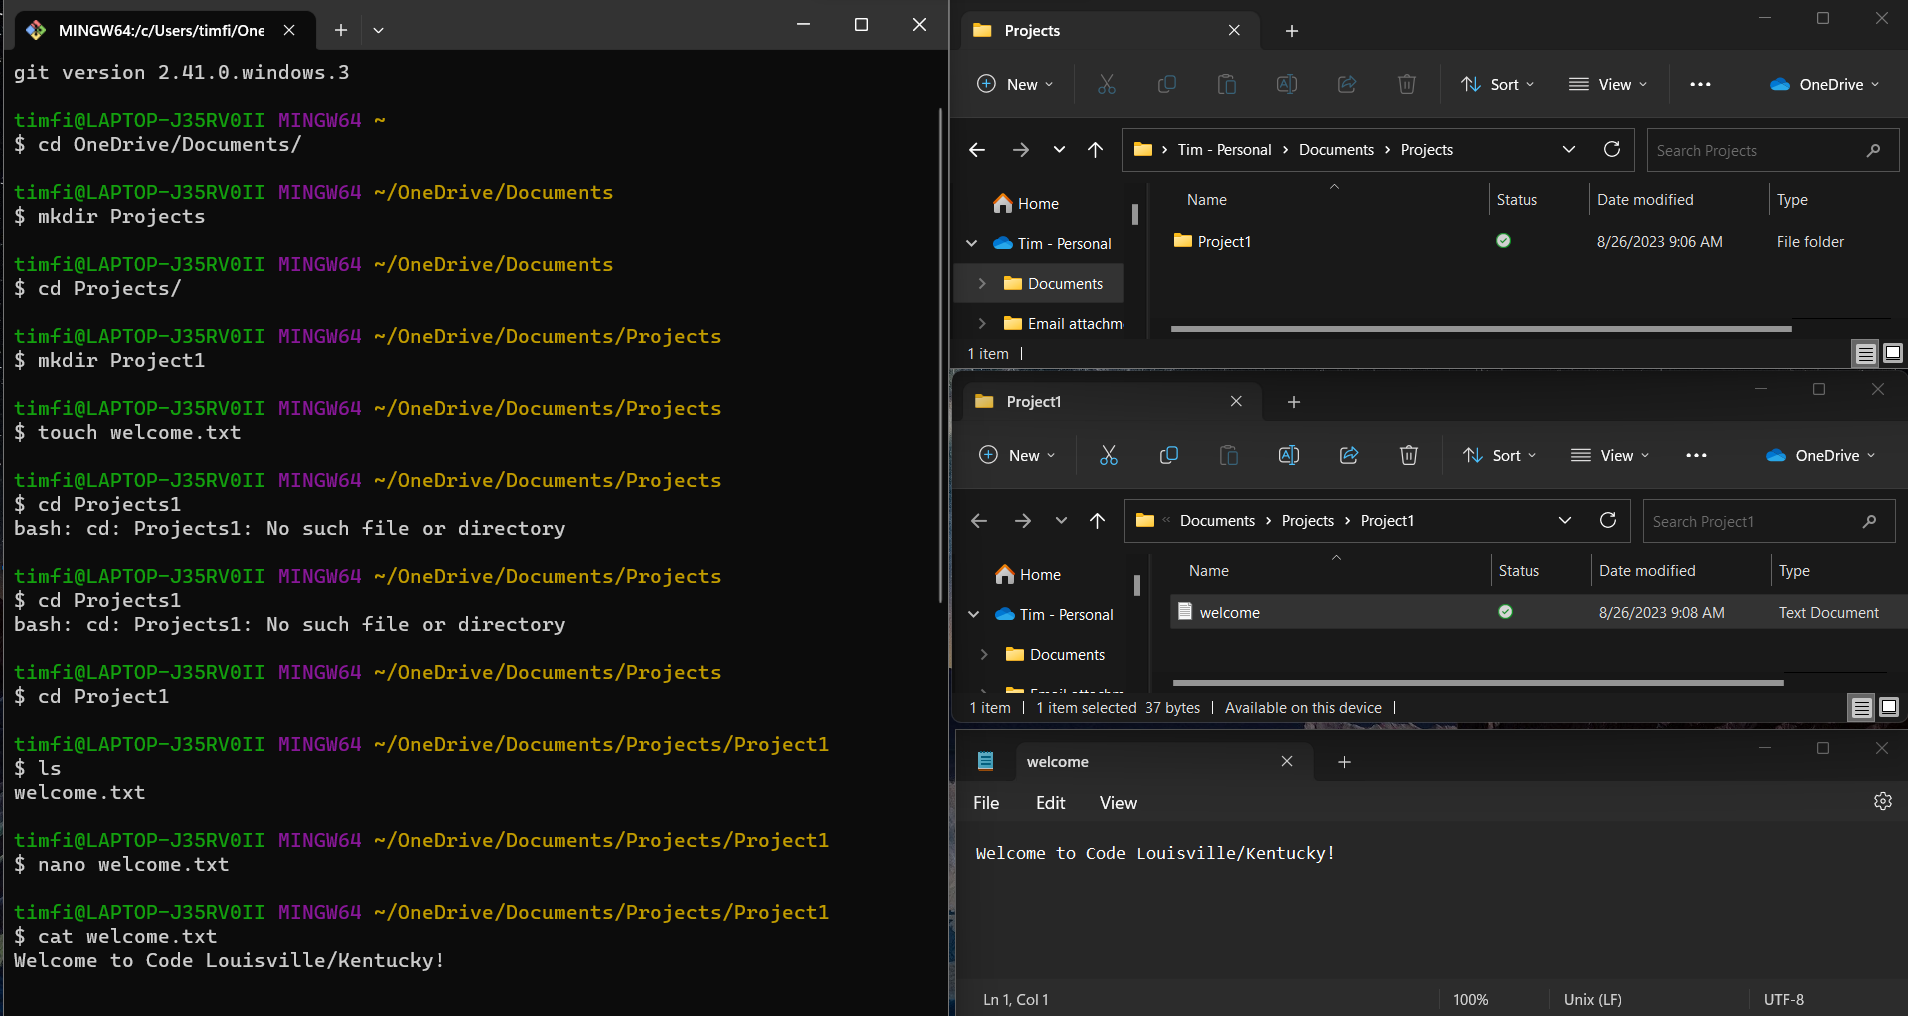 MINGW64:/c/Users/timfi/One
git version 2.41.0.windows.3
timfi@LAPTOP-J35RV0II MINGW64 ~
$ cd OneDrive/Documents/
timfi@LAPTOP-J35RV0II MINGW64 ~/OneDrive/Documents
$ mkdir Projects
timfi@LAPTOP-J35RV0II MINGW64 ~/OneDrive/Documents
$ cd Projects/
timfi@LAPTOP-J35RV0II MINGW64 ~/OneDrive/Documents/Projects
$ mkdir Project1
timfi@LAPTOP-J35RV0II MINGW64 ~/OneDrive/Documents/Projects
$ touch welcome.txt
timfi@LAPTOP-J35RV0II MINGW64 ~/OneDrive/Documents/Projects
$ cd Projects1
bash: cd: Projects1: No such file or directory
timfi@LAPTOP-J35RV0II MINGW64 ~/OneDrive/Documents/Projects
$ cd Projects1
bash: cd: Projects1: No such file or directory
timfi@LAPTOP-J35RV0II MINGW64 ~/OneDrive/Documents/Projects
$ cd Project1
timfi@LAPTOP-J35RV0II MINGW64 ~/OneDrive/Documents/Projects/Project1
$ ls
welcome.txt
timfi@LAPTOP-J35RV0II MINGW64 ~/OneDrive/Documents/Projects/Project1
$ nano welcome.txt
timfi@LAPTOP-J35RV0II MINGW64 ~/OneDrive/Documents/Projects/Project1
$ cat welcome.txt
Welcome to Code Louisville/Kentucky!
Projects
New Sort View ••• OneDrive
Tim - Personal > Documents > Projects
Search Projects
Name Status Date modified Type
Home
Tim - Personal
Documents
Email attachm
Project1 8/26/2023 9:06 AM File folder
1 item
Project1
New Sort View ••• OneDrive
« Documents > Projects > Project1
Search Project1
Name Status Date modified Type
Home
Tim - Personal
Documents
Email attachm
welcome 8/26/2023 9:08 AM Text Document
1 item 1 item selected 37 bytes Available on this device
welcome
File Edit View
Welcome to Code Louisville/Kentucky!
Ln 1, Col 1 100% Unix (LF) UTF-8